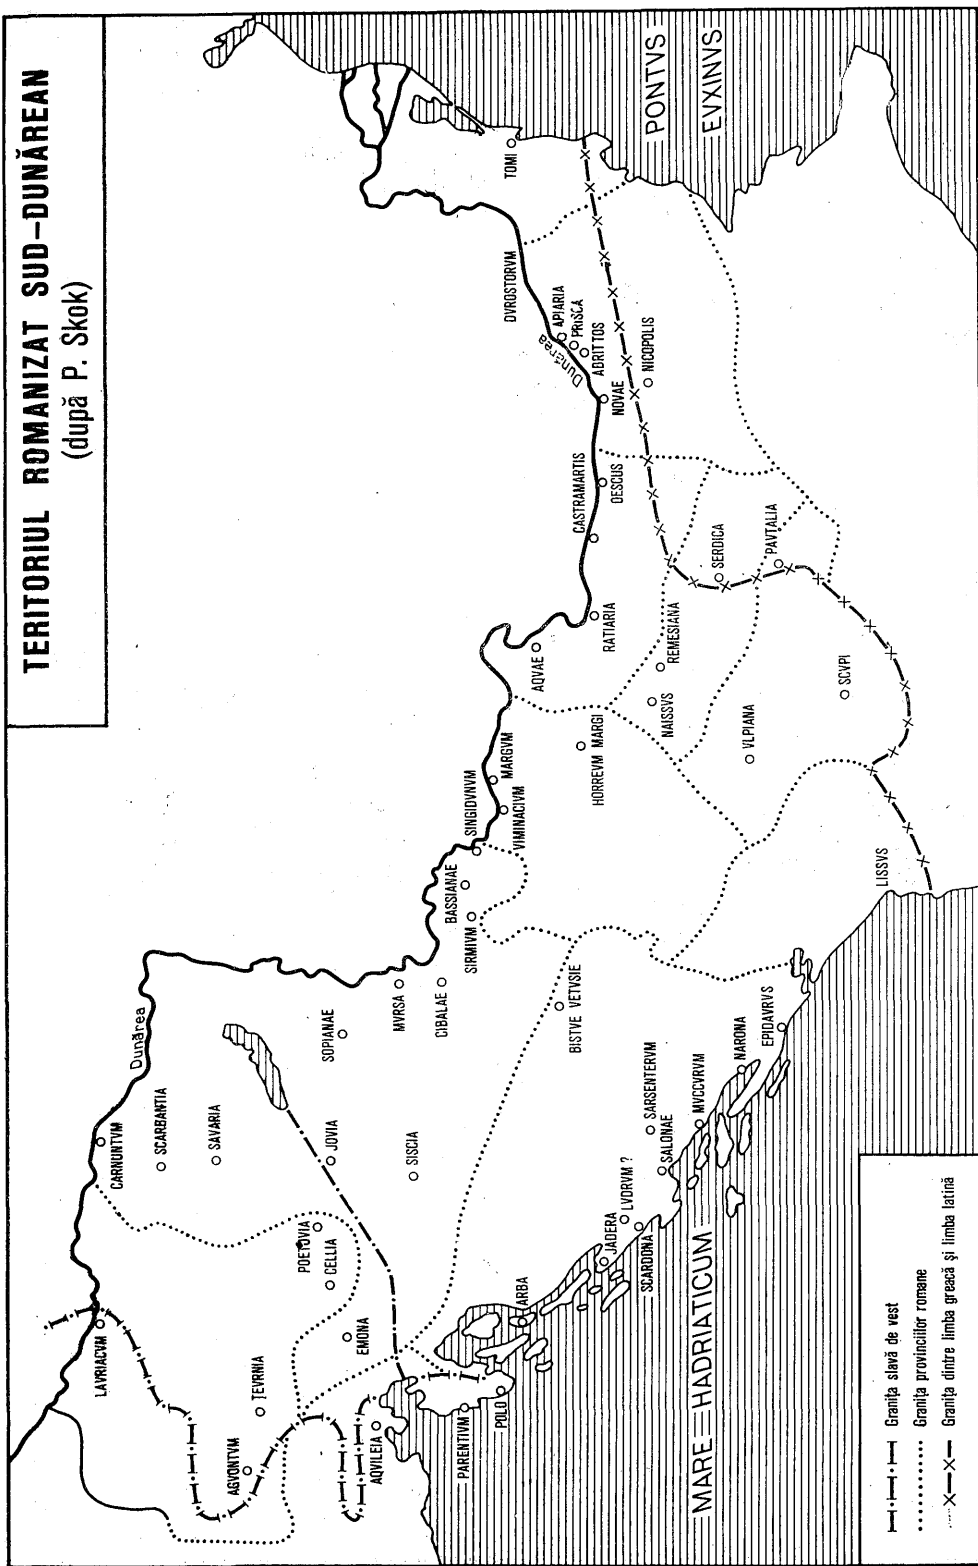 TERITORIUL ROMANIZAT SUD-DUNĂREAN
(după P. Skok)
PONTVS
EVXINVS
TOMI
DVROSTORVM
APIARIA
PRISCA
ABRITTOS
Dunărea
NOVAE
NICOPOLIS
CASTRAMARTIS
OESCUS
RATIARIA
AQVAE
SERDICA
PAVTALIA
REMESIANA
NAISSVS
SCVPI
VLPIANA
HORREVM MARGI
MARGVM
VIMINACIVM
SINGIDVNVM
BASSIANAE
SIRMIVM
LISSVS
Dunărea
MVRSA
CIBALAE
SOPIANAE
BISTVE VETVSIE
EPIDAVRVS
NARONA
MVCCVRVM
SARSENTERVM
SALONAE
CARNUNTVM
SCARBANTIA
SAVARIA
JOVIA
SISCIA
LVDRVM ?
SCARDONA
JADERA
ARBA
POETOVIA
CELLIA
EMONA
LAVRIACVM
TEVRNIA
AGVONTVM
AQVILEIA
PARENTIVM
POLO
MARE HADRIATICUM
Granița slavă de vest
Granița provinciilor romane
Granița dintre limba greacă și limba latină